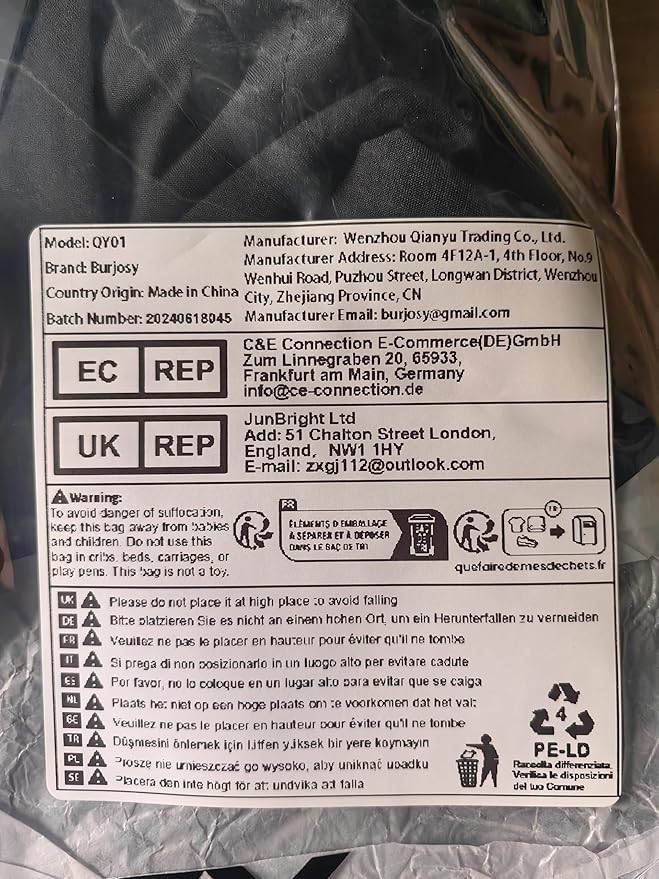 Model: QY01
Brand: Burjosy
Country Origin: Made in China
Batch Number: 20240618045
Manufacturer: Wenzhou Qianyu Trading Co., Ltd.
Manufacturer Address: Room 4F12A-1, 4th Floor, No.9
Wenhui Road, Puzhou Street, Longwan District, Wenzhou
City, Zhejiang Province, CN
Manufacturer Email: burjosy@gmail.com
EC REP
C&E Connection E-Commerce(DE)GmbH
Zum Linnegraben 20, 65933,
Frankfurt am Main, Germany
info@ce-connection.de
UK REP
JunBright Ltd
Add: 51 Chalton Street London,
England, NW1 1HY
E-mail: zxgj112@outlook.com
Warning:
To avoid danger of suffocation,
keep this bag away from babies
and children. Do not use this
bag in cribs, beds, carriages, or
play pens. This bag is not a toy.
FR
ÉLÉMENTS D'EMBALLAGE
À SÉPARER ET À DÉPOSER
DANS LE BAC DE TRI
FR
quefairedemesdechets.fr
UK Please do not place it at high place to avoid falling
DE Bitte platzieren Sie es nicht an einem hohen Ort, um ein Herunterfallen zu vermeiden
FR Veuillez ne pas le placer en hauteur pour éviter qu'il ne tombe
IT Si prega di non posizionarlo in un luogo alto per evitare cadute
ES Por favor, no lo coloque en un lugar alto para evitar que se caiga
NL Plaats het niet op een hoge plaats om te voorkomen dat het valt
BE Veuillez ne pas le placer en hauteur pour éviter qu'il ne tombe
TR Düşmesini önlemek için lütfen yüksek bir yere koymayın
PL Proszę nie umieszczać go wysoko, aby uniknąć upadku
SE Placera den inte högt för att undvika att falla
4
PE-LD
Raccolta differenziata.
Verifica le disposizioni
del tuo Comune